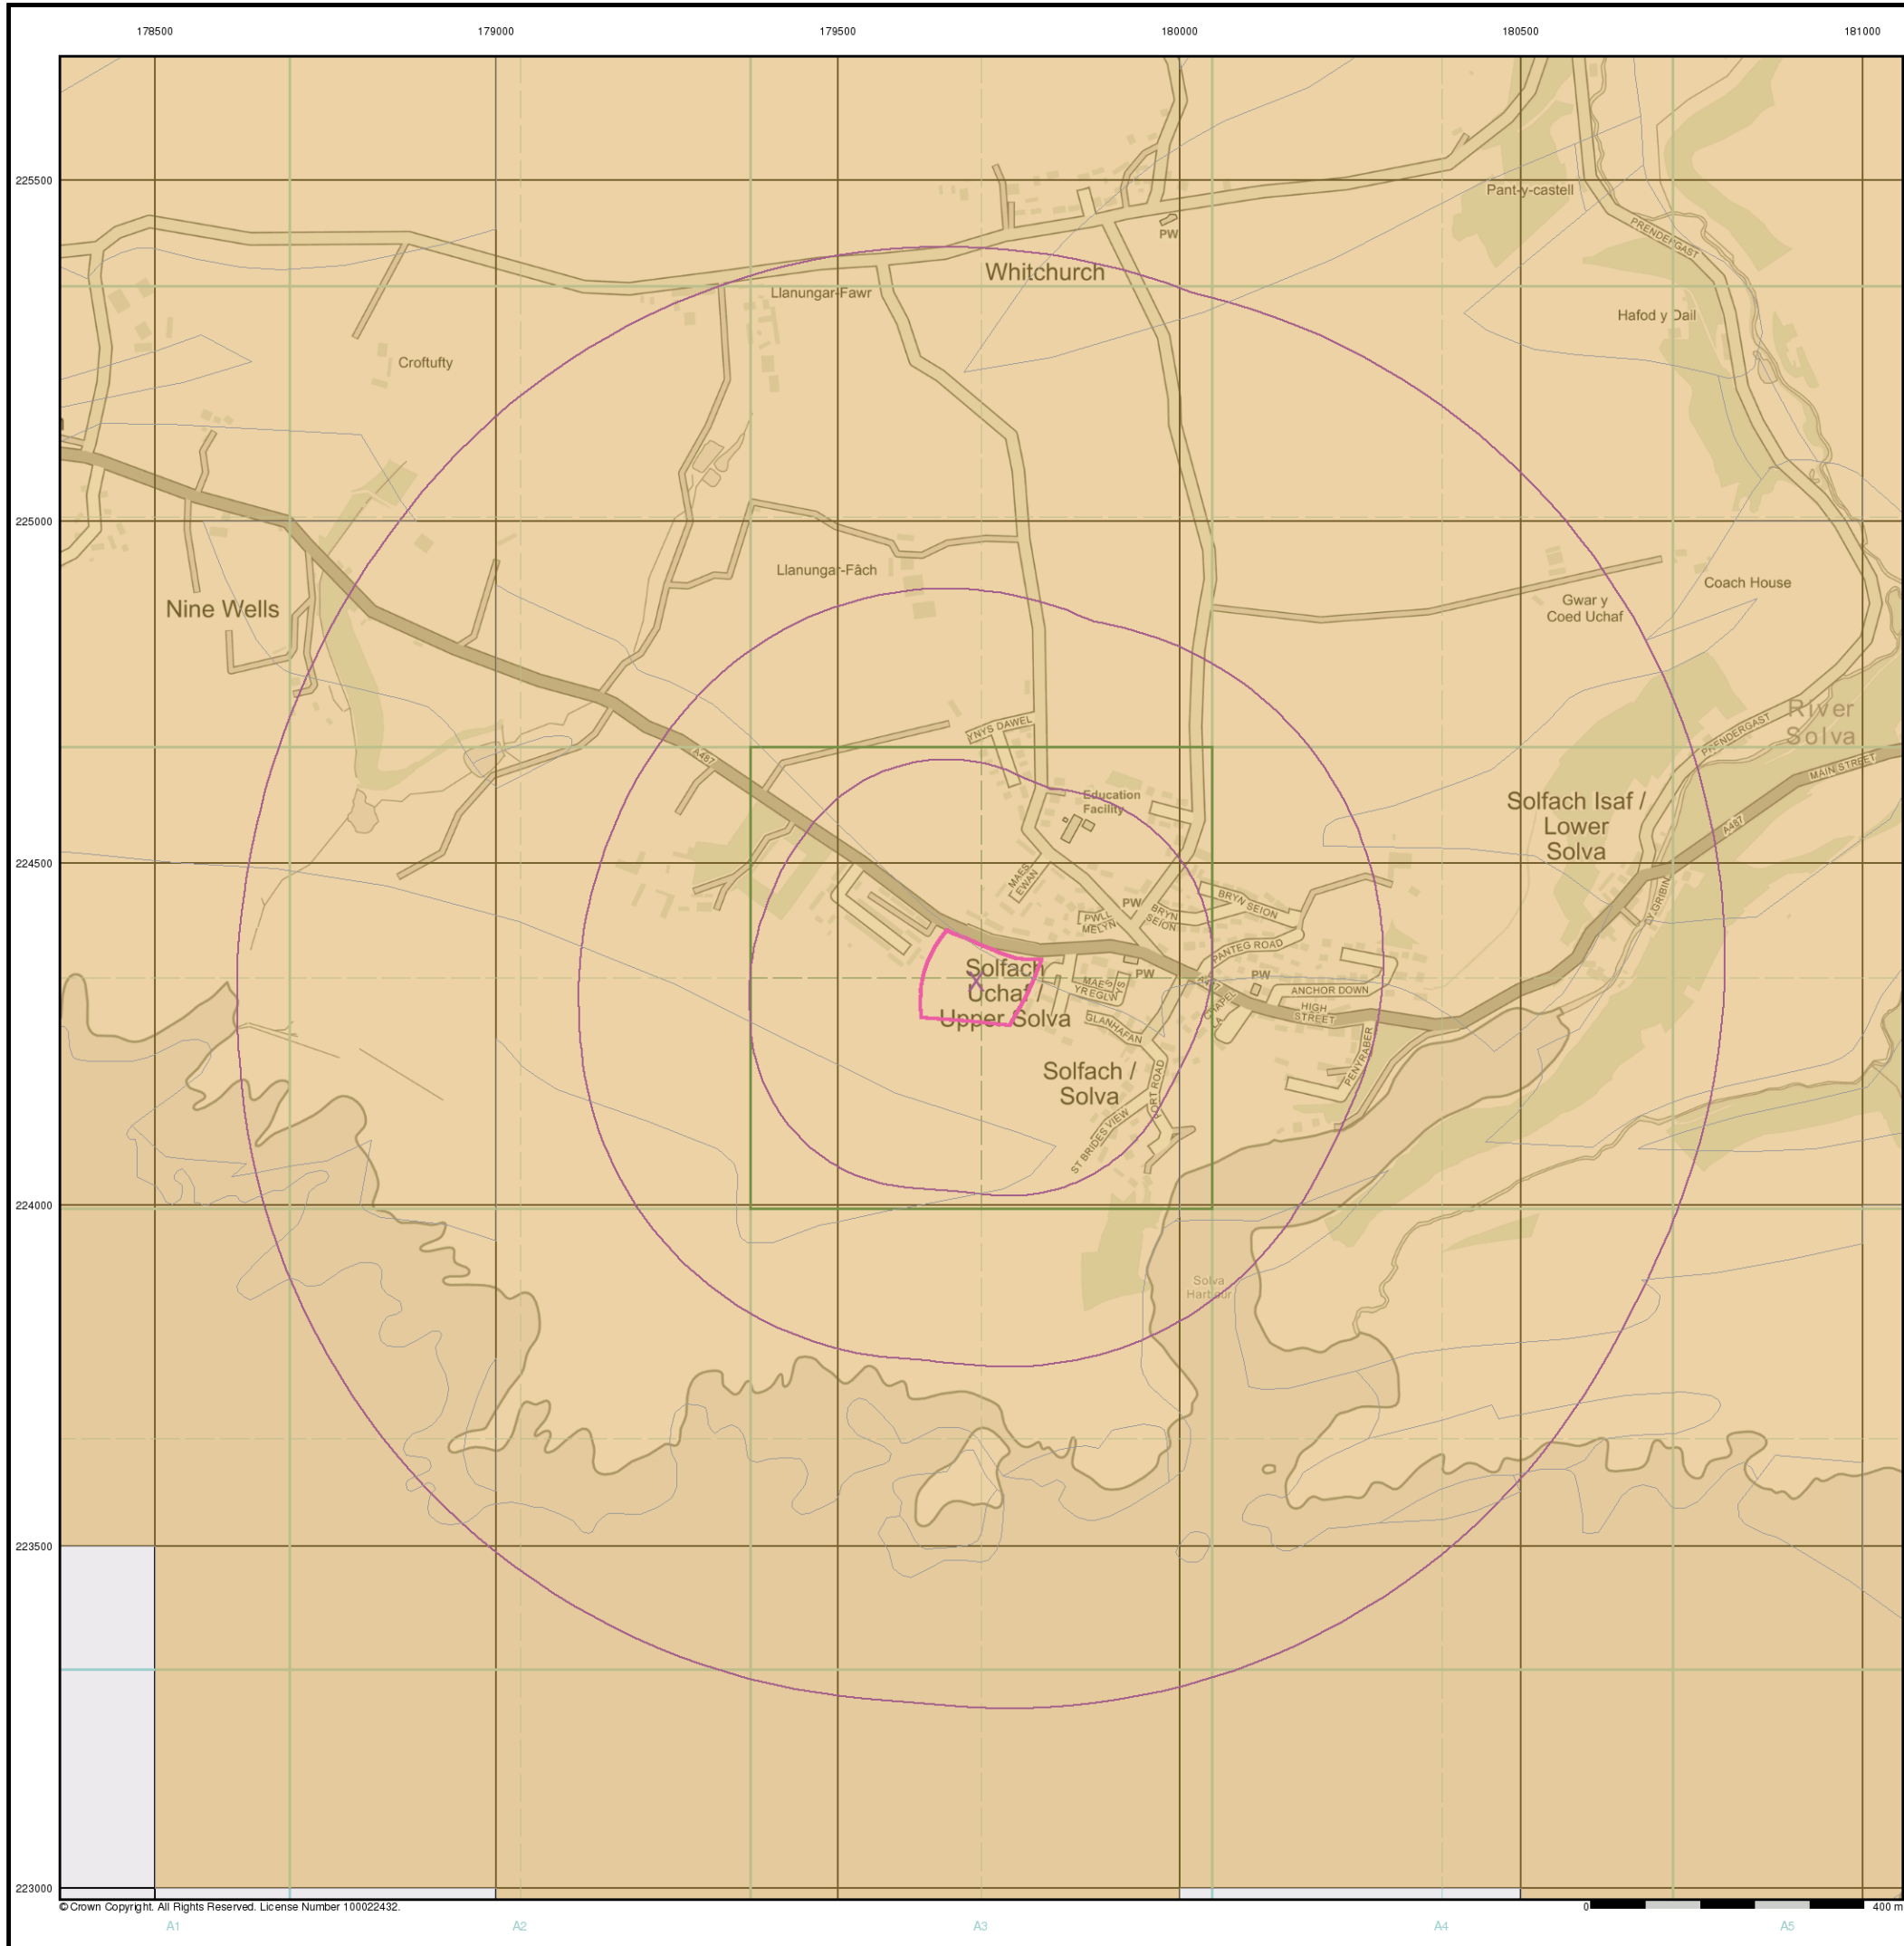 178500
179000
179500
180000
180500
181000
225500
Pant-y-castell
PW
PRENDERGAST
Whitchurch
Llanungar-Fawr
Hafod y Dail
Croftufty
225000
Llanungar-Fâch
Coach House
Gwar y
Coed Uchaf
Nine Wells
River
Solva
YNYS DAWEL
PRENDERGAST
A487
MAIN STREET
Education
Facility
Solfach Isaf /
Lower
Solva
A487
224500
MAES
EWAN
Y GRIBIN
BRYN SEION
PW
PWLL
MELYN
BRYN
SEION
PANTEG ROAD
Solfach
Uchaf /
Upper Solva
PW
PW
MAES
YR EGLWYS
A487
ANCHOR DOWN
CHAPEL
LA
HIGH
STREET
GLANHAFAN
PENYRABER
Solfach /
Solva
PORT ROAD
ST BRIDES VIEW
224000
Solva
Harbour
223500
223000
© Crown Copyright. All Rights Reserved. License Number 100022432.
0
400 m
A1
A2
A3
A4
A5